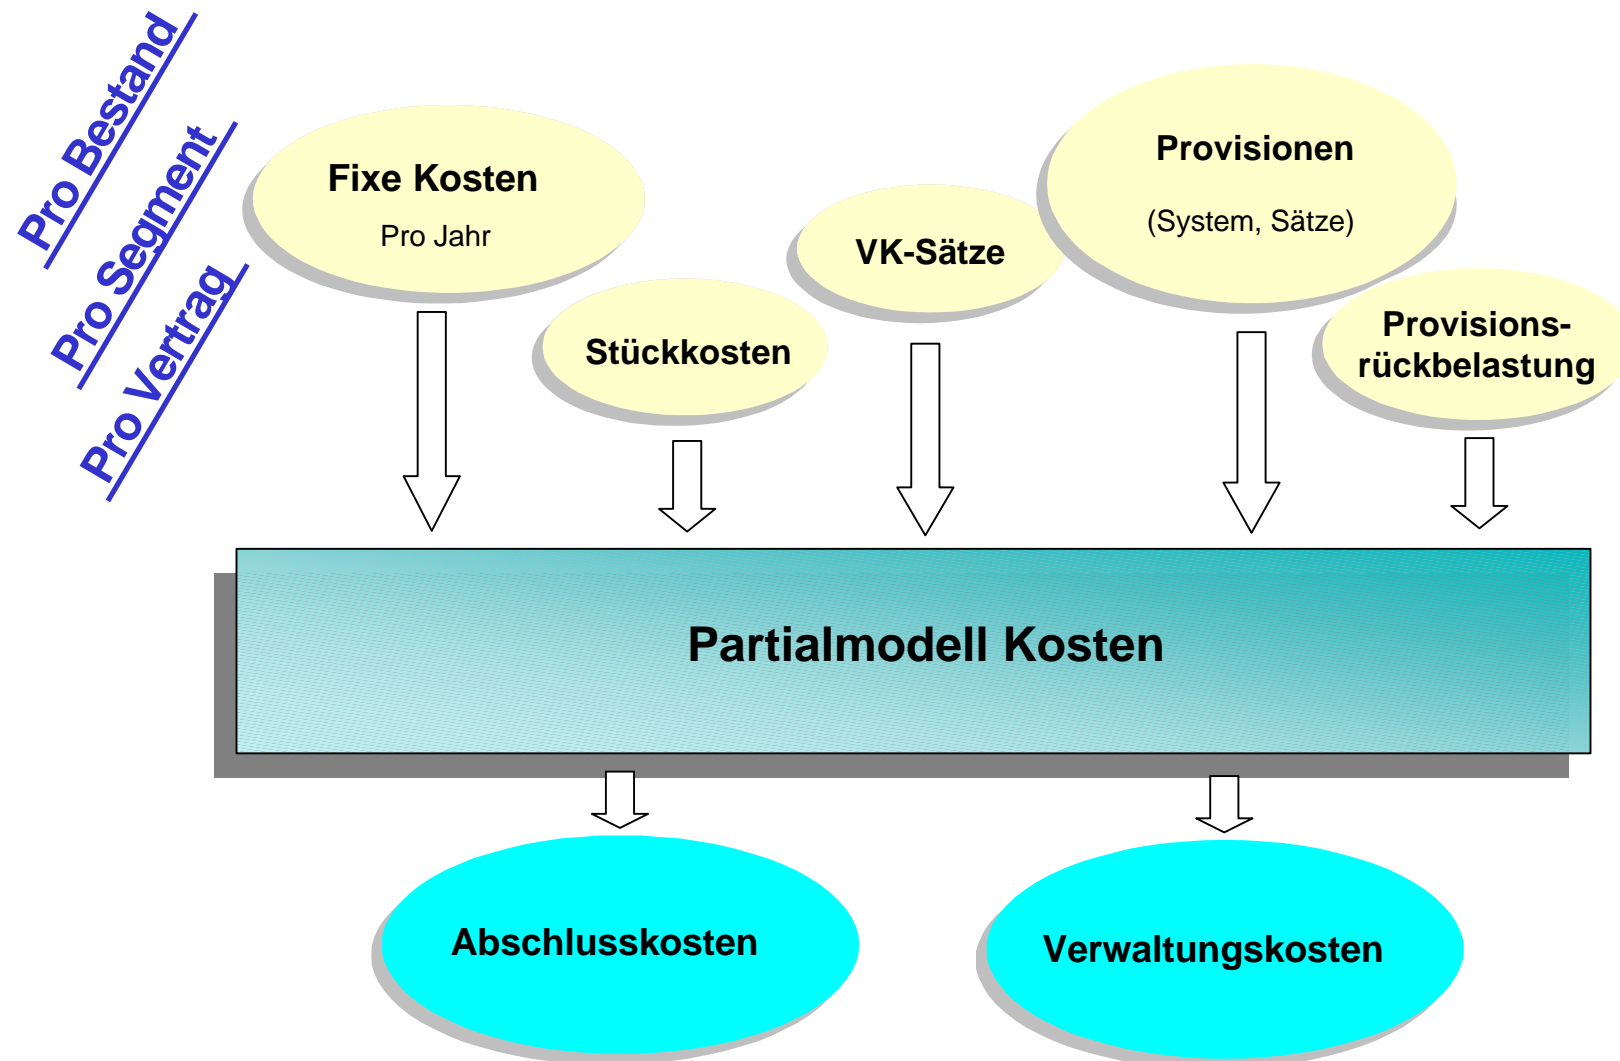 Pro Bestand
Pro Segment
Pro Vertrag
Fixe Kosten
Pro Jahr
Stückkosten
VK-Sätze
Provisionen
(System, Sätze)
Provisions-
rückbelastung
Partialmodell Kosten
Abschlusskosten
Verwaltungskosten